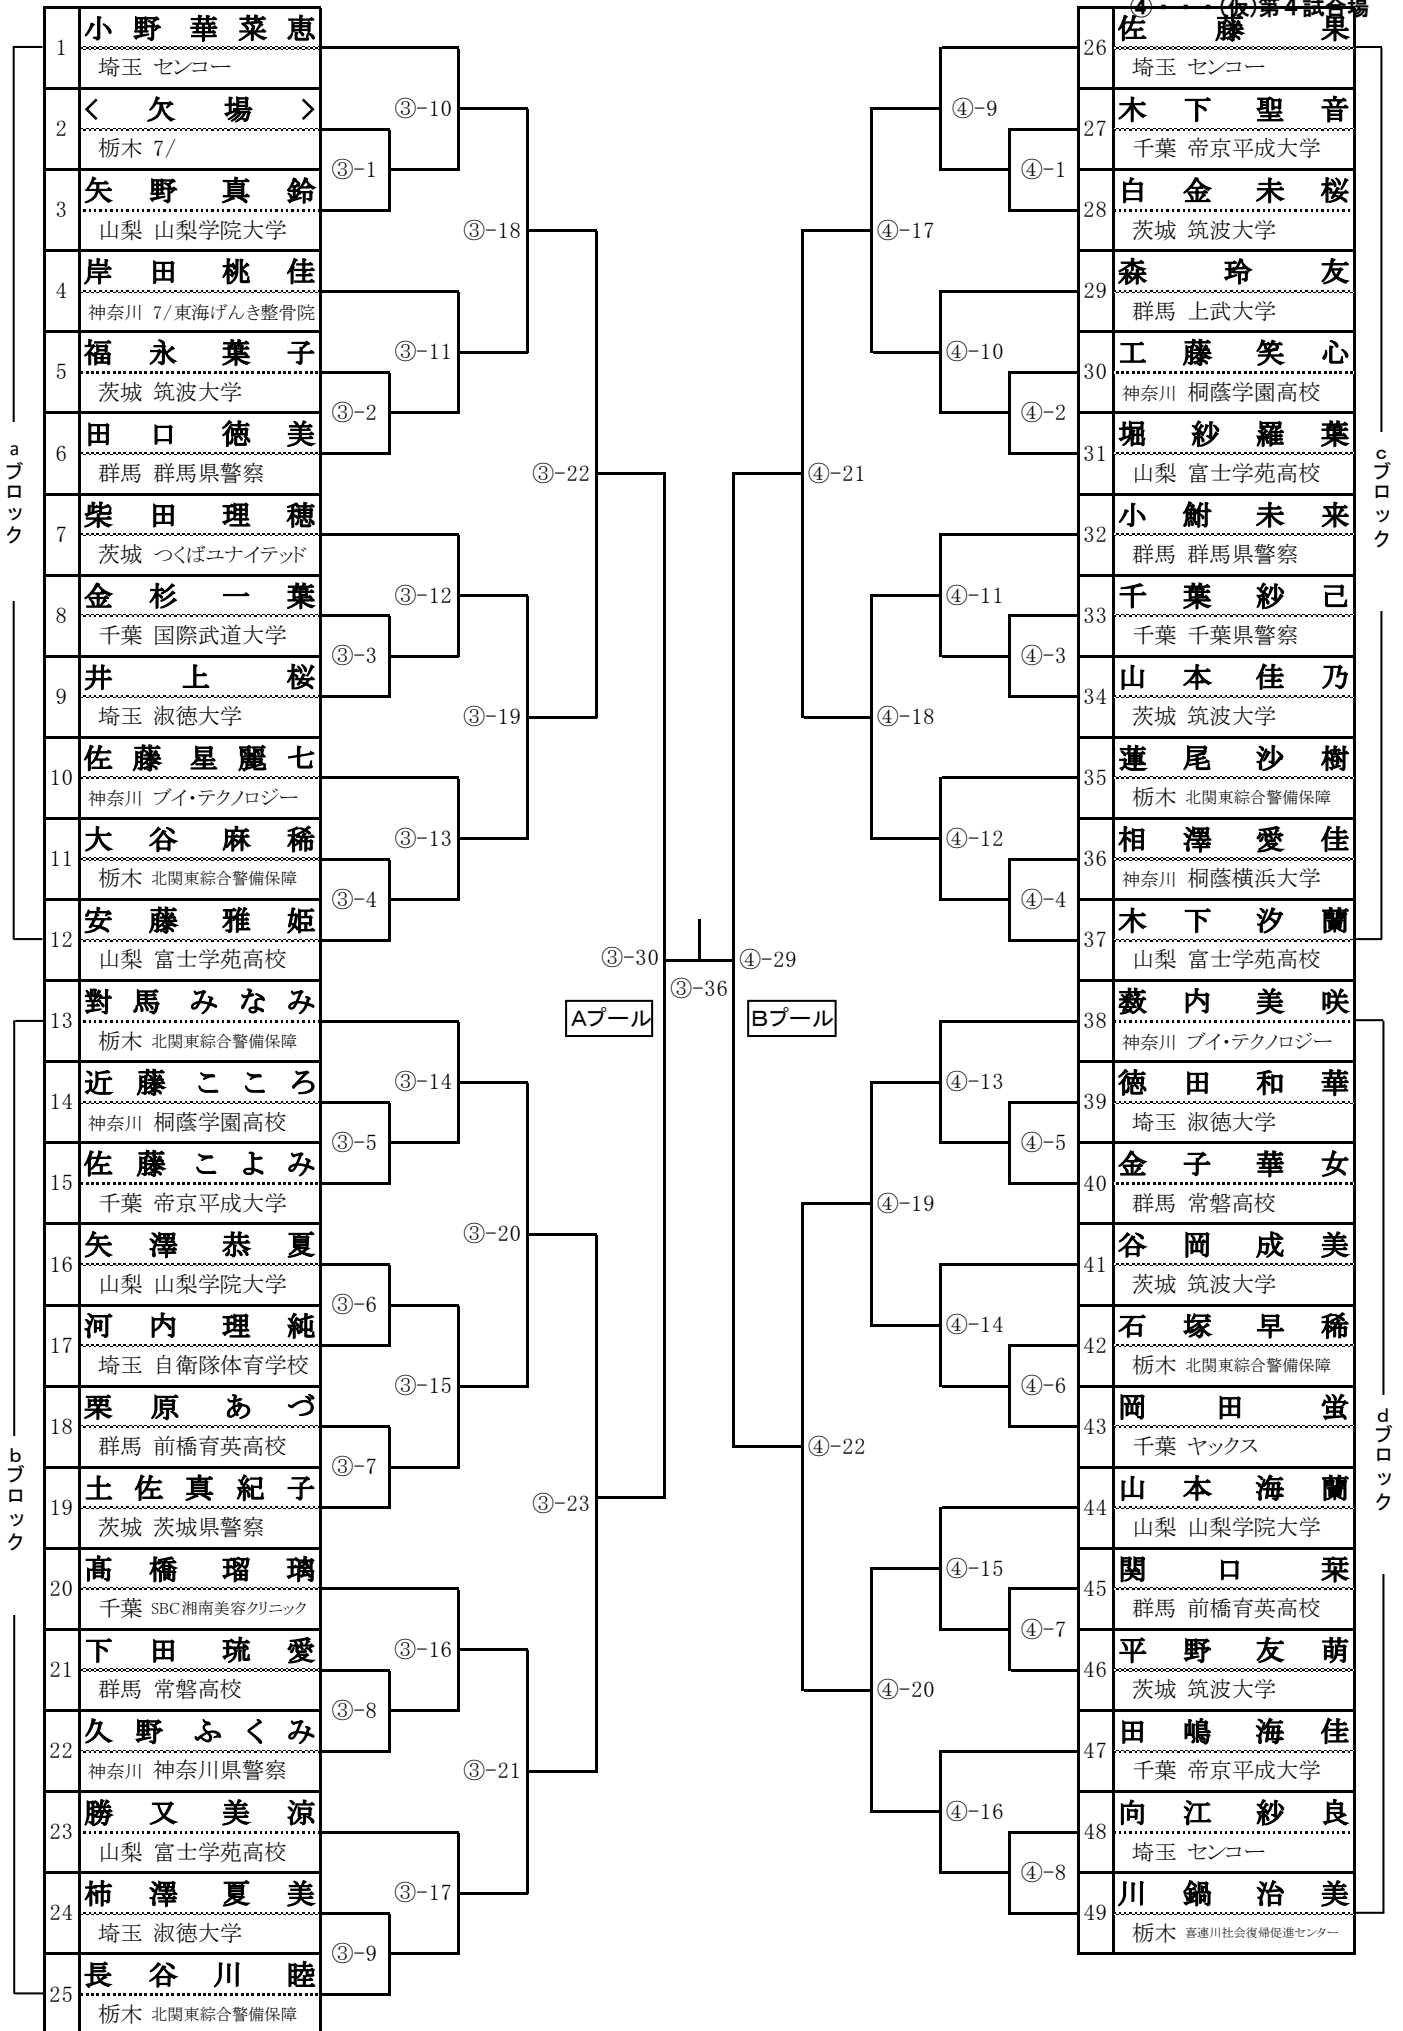 ④・・・(仮)第４試合場
1 小野華菜恵
埼玉 センコー
2 〈欠場〉
栃木 7/
3 矢野真鈴
山梨 山梨学院大学
4 岸田桃佳
神奈川 7/東海げんき整骨院
5 福永葉子
茨城 筑波大学
6 田口徳美
群馬 群馬県警察
7 柴田理穂
茨城 つくばユナイテッド
8 金杉一葉
千葉 国際武道大学
9 井上桜
埼玉 淑徳大学
10 佐藤星麗七
神奈川 ブイ・テクノロジー
11 大谷麻稀
栃木 北関東綜合警備保障
12 安藤雅姫
山梨 富士学苑高校
13 對馬みなみ
栃木 北関東綜合警備保障
14 近藤こころ
神奈川 桐蔭学園高校
15 佐藤こよみ
千葉 帝京平成大学
16 矢澤恭夏
山梨 山梨学院大学
17 河内理純
埼玉 自衛隊体育学校
18 栗原あづ
群馬 前橋育英高校
19 土佐真紀子
茨城 茨城県警察
20 髙橋瑠璃
千葉 SBC湘南美容クリニック
21 下田琉愛
群馬 常磐高校
22 久野ふくみ
神奈川 神奈川県警察
23 勝又美涼
山梨 富士学苑高校
24 柿澤夏美
埼玉 淑徳大学
25 長谷川睦
栃木 北関東綜合警備保障
aブロック
bブロック
③-1
③-2
③-3
③-4
③-5
③-6
③-7
③-8
③-9
③-10
③-11
③-12
③-13
③-14
③-15
③-16
③-17
③-18
③-19
③-20
③-21
③-22
③-23
③-30
③-36
④-29
Aプール
Bプール
④-21
④-22
④-17
④-18
④-19
④-20
④-9
④-10
④-11
④-12
④-13
④-14
④-15
④-16
④-1
④-2
④-3
④-4
④-5
④-6
④-7
④-8
26 佐藤果
埼玉 センコー
27 木下聖音
千葉 帝京平成大学
28 白金未桜
茨城 筑波大学
29 森玲友
群馬 上武大学
30 工藤笑心
神奈川 桐蔭学園高校
31 堀紗羅葉
山梨 富士学苑高校
32 小鮒未来
群馬 群馬県警察
33 千葉紗己
千葉 千葉県警察
34 山本佳乃
茨城 筑波大学
35 蓮尾沙樹
栃木 北関東綜合警備保障
36 相澤愛佳
神奈川 桐蔭横浜大学
37 木下汐蘭
山梨 富士学苑高校
38 薮内美咲
神奈川 ブイ・テクノロジー
39 徳田和華
埼玉 淑徳大学
40 金子華女
群馬 常磐高校
41 谷岡成美
茨城 筑波大学
42 石塚早稀
栃木 北関東綜合警備保障
43 岡田蛍
千葉 ヤックス
44 山本海蘭
山梨 山梨学院大学
45 関口栞
群馬 前橋育英高校
46 平野友萌
茨城 筑波大学
47 田嶋海佳
千葉 帝京平成大学
48 向江紗良
埼玉 センコー
49 川鍋治美
栃木 喜連川社会復帰促進センター
cブロック
dブロック